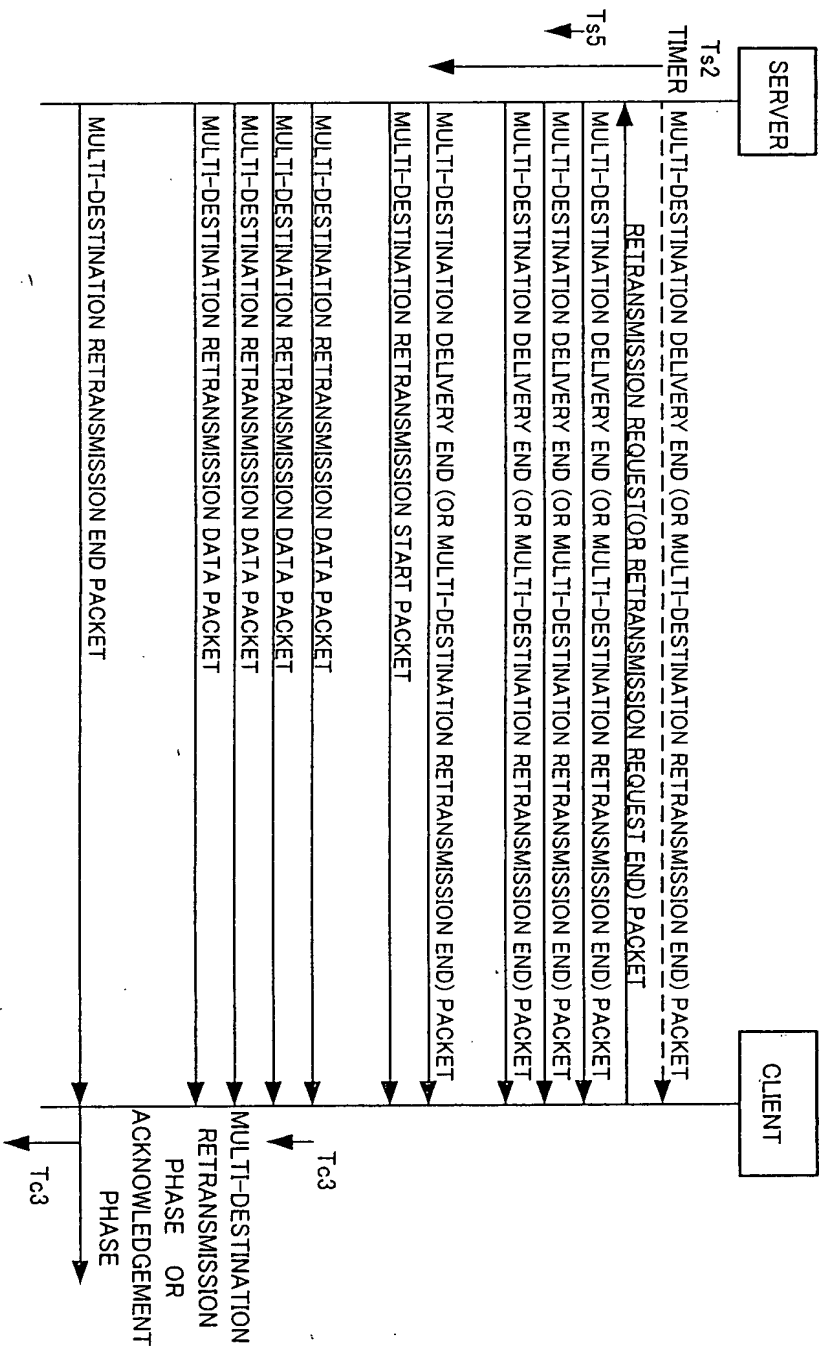 SERVER
CLIENT
Ts2
TIMER
MULTI-DESTINATION DELIVERY END (OR MULTI-DESTINATION RETRANSMISSION END) PACKET
RETRANSMISSION REQUEST(OR RETRANSMISSION REQUEST END) PACKET
MULTI-DESTINATION DELIVERY END (OR MULTI-DESTINATION RETRANSMISSION END) PACKET
Ts5
MULTI-DESTINATION DELIVERY END (OR MULTI-DESTINATION RETRANSMISSION END) PACKET
MULTI-DESTINATION DELIVERY END (OR MULTI-DESTINATION RETRANSMISSION END) PACKET
MULTI-DESTINATION DELIVERY END (OR MULTI-DESTINATION RETRANSMISSION END) PACKET
MULTI-DESTINATION RETRANSMISSION START PACKET
MULTI-DESTINATION RETRANSMISSION DATA PACKET
Tc3
MULTI-DESTINATION RETRANSMISSION DATA PACKET
MULTI-DESTINATION RETRANSMISSION DATA PACKET
MULTI-DESTINATION RETRANSMISSION DATA PACKET
MULTI-DESTINATION
RETRANSMISSION
PHASE OR
ACKNOWLEDGEMENT
PHASE
MULTI-DESTINATION RETRANSMISSION END PACKET
Tc3